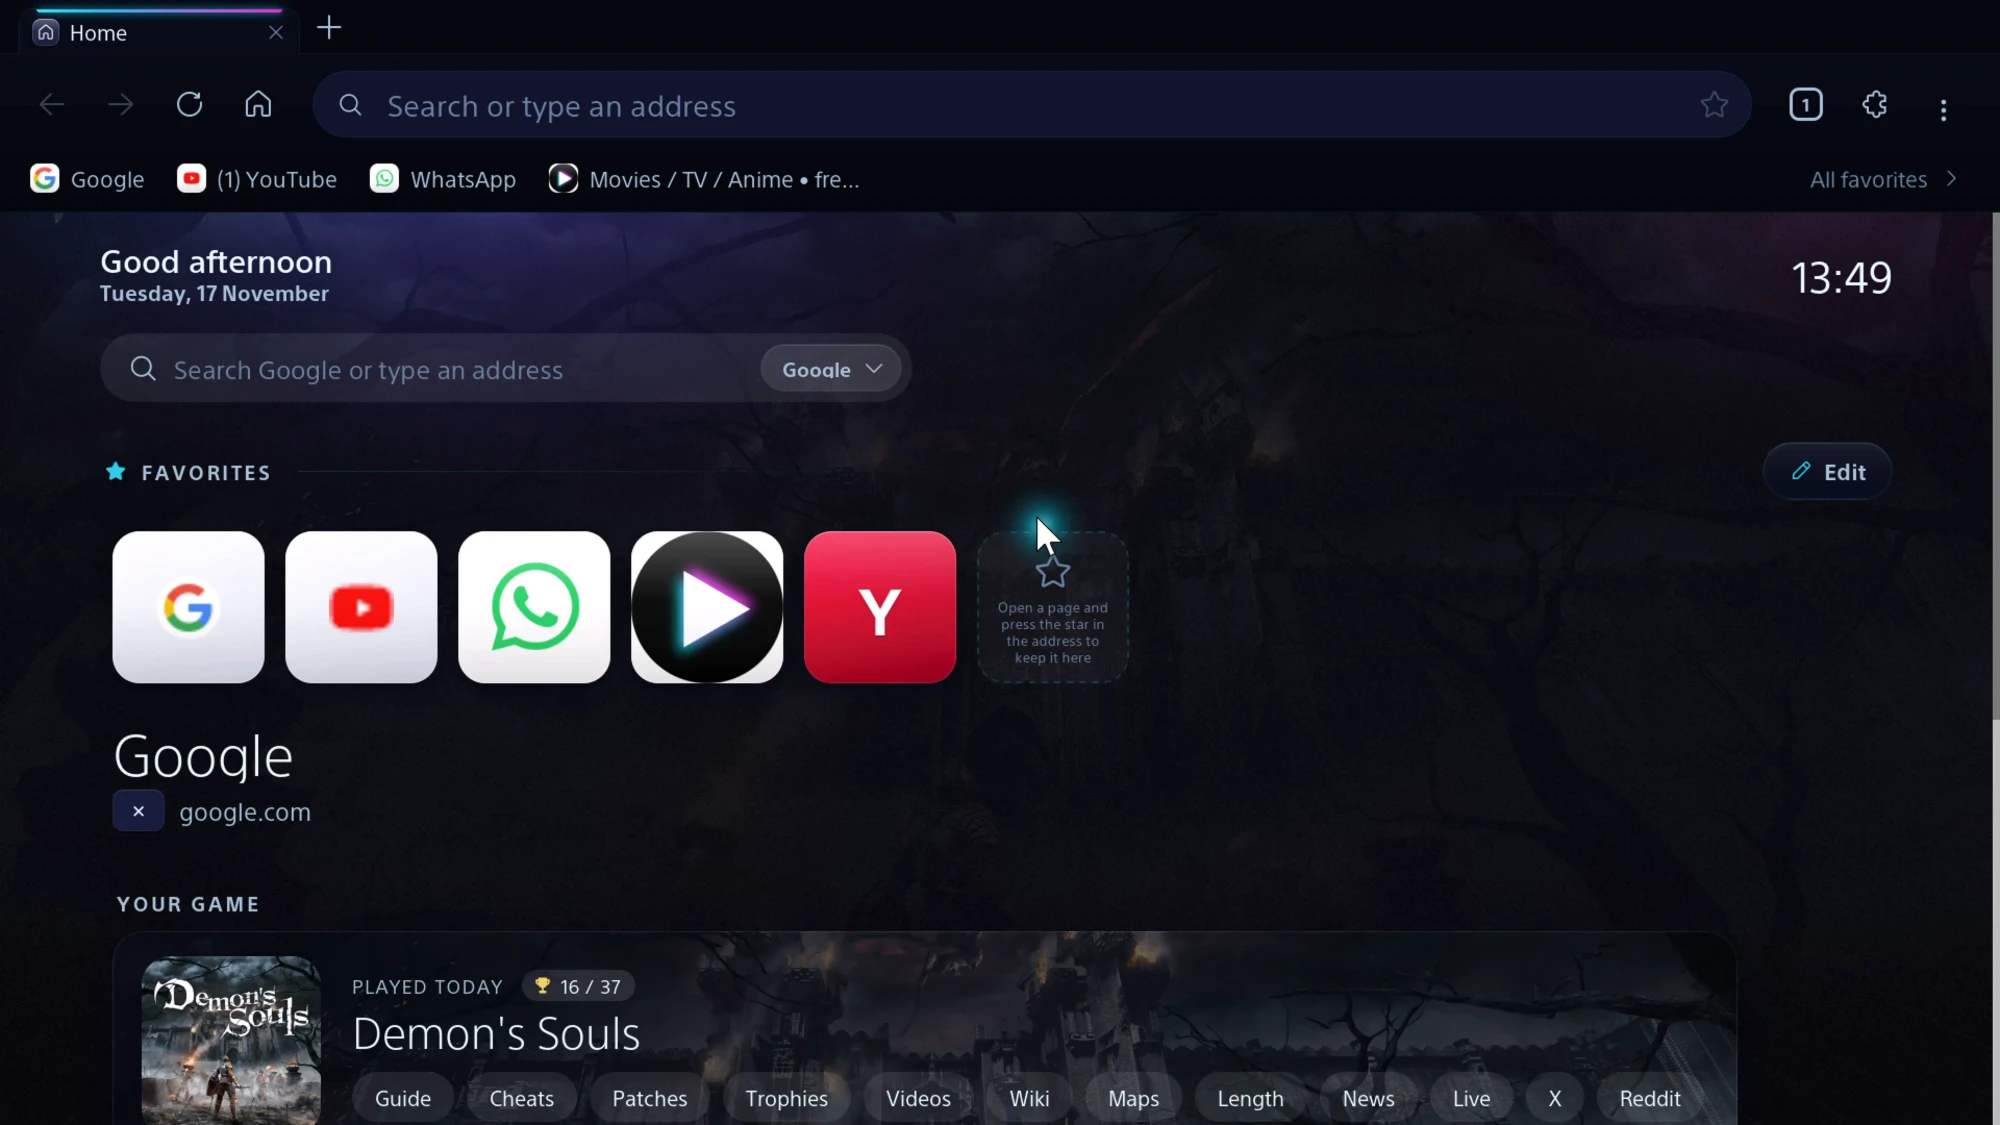 Home
1
Search or type an address
Google
(1) YouTube
WhatsApp
Movies / TV / Anime • fre...
All favorites
Good afternoon
Tuesday, 17 November
13:49
Search Google or type an address
Google
FAVORITES
Edit
Y
Open a page and
press the star in
the address to
keep it here
Google
google.com
YOUR GAME
Demon's
Souls
PLAYED TODAY
16 / 37
Demon's Souls
Guide
Cheats
Patches
Trophies
Videos
Wiki
Maps
Length
News
Live
X
Reddit